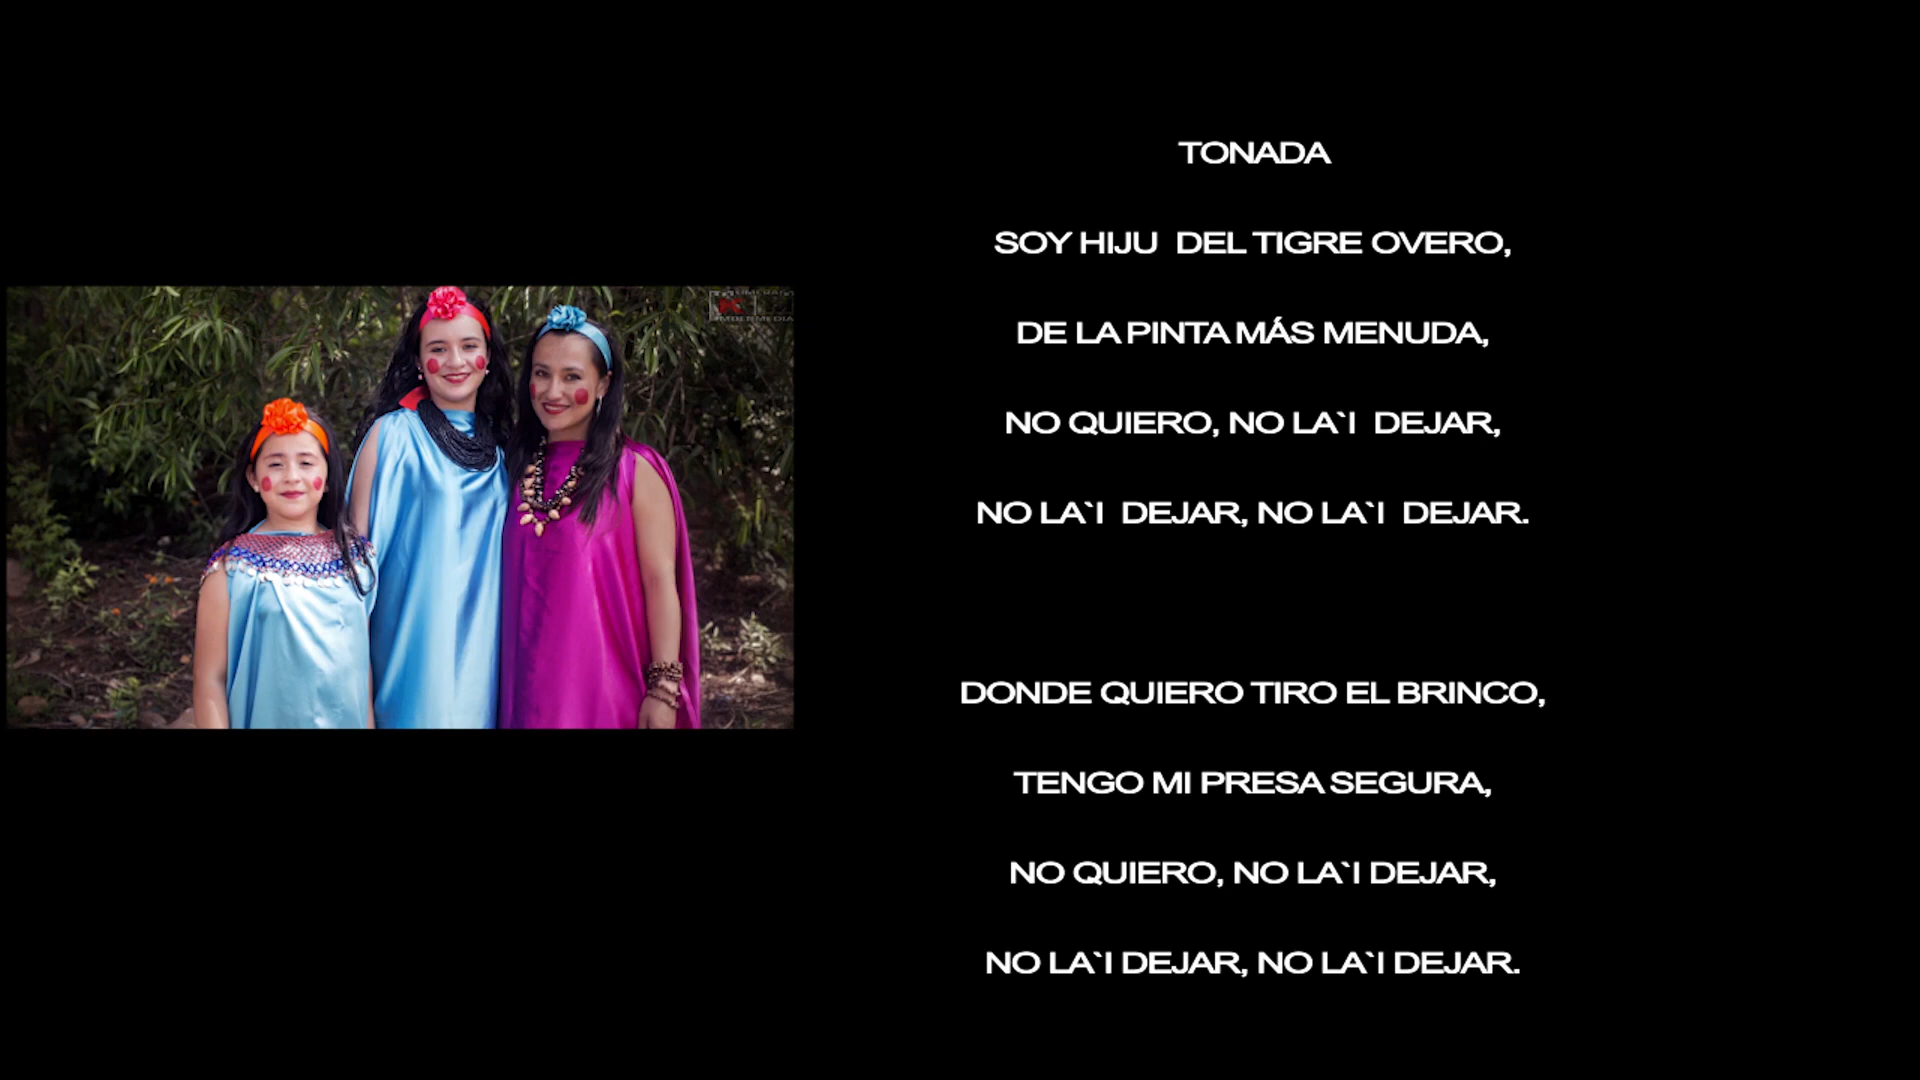 TONADA
SOY HIJU DEL TIGRE OVERO,
DE LA PINTA MÁS MENUDA,
NO QUIERO, NO LA`I DEJAR,
NO LA`I DEJAR, NO LA`I DEJAR.
DONDE QUIERO TIRO EL BRINCO,
TENGO MI PRESA SEGURA,
NO QUIERO, NO LA`I DEJAR,
NO LA`I DEJAR, NO LA`I DEJAR.